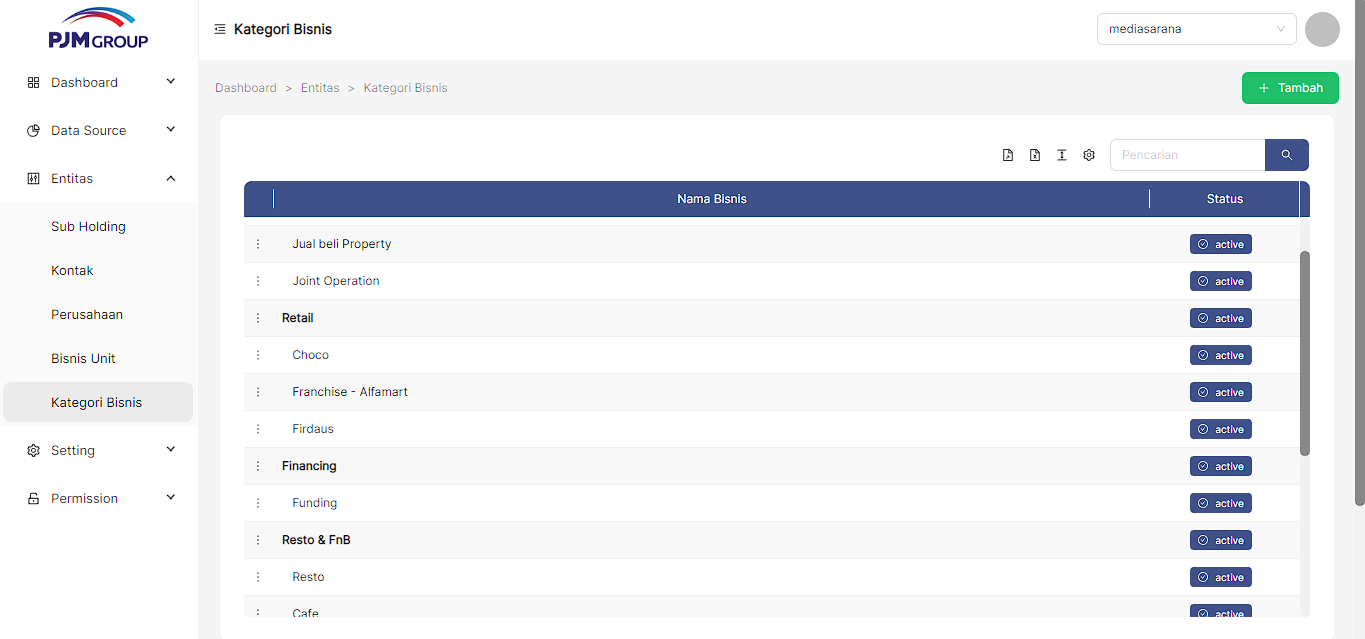 PJM GROUP
Kategori Bisnis
mediasarana
Dashboard
Data Source
Entitas
Sub Holding
Kontak
Perusahaan
Bisnis Unit
Kategori Bisnis
Setting
Permission
Dashboard > Entitas > Kategori Bisnis
+ Tambah
Pencarian
Nama Bisnis Status
Jual beli Property active
Joint Operation active
Retail active
Choco active
Franchise - Alfamart active
Firdaus active
Financing active
Funding active
Resto & FnB active
Resto active
Cafe active